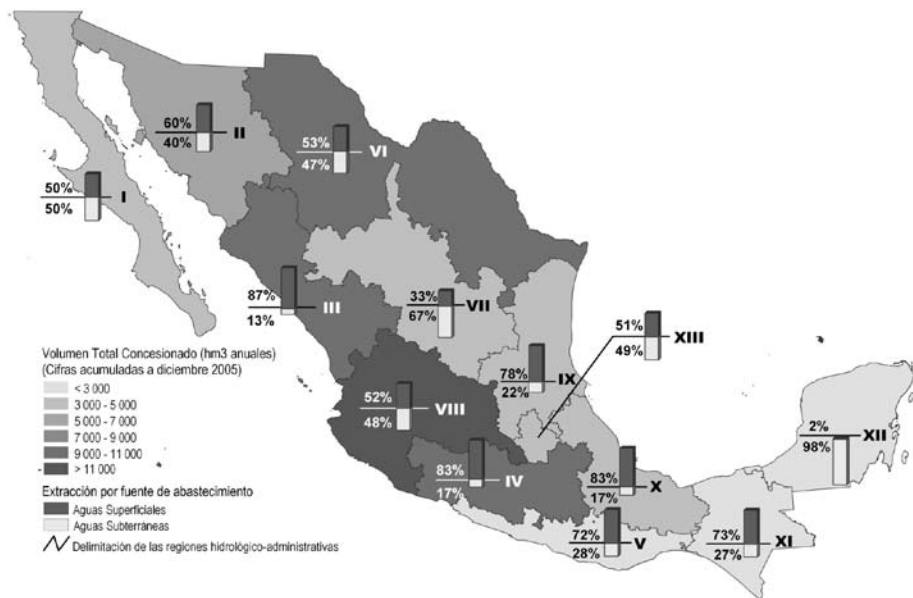 60%
II
40%
53%
VI
47%
50%
I
50%
87%
III
13%
33%
VII
67%
51%
XIII
49%
78%
IX
22%
52%
VIII
48%
2%
XII
98%
83%
IV
17%
83%
X
17%
72%
V
28%
73%
XI
27%
Volumen Total Concesionado (hm3 anuales)
(Cifras acumuladas a diciembre 2005)
< 3 000
3 000 - 5 000
5 000 - 7 000
7 000 - 9 000
9 000 - 11 000
> 11 000
Extracción por fuente de abastecimiento
Aguas Superficiales
Aguas Subterráneas
Delimitación de las regiones hidrológico-administrativas